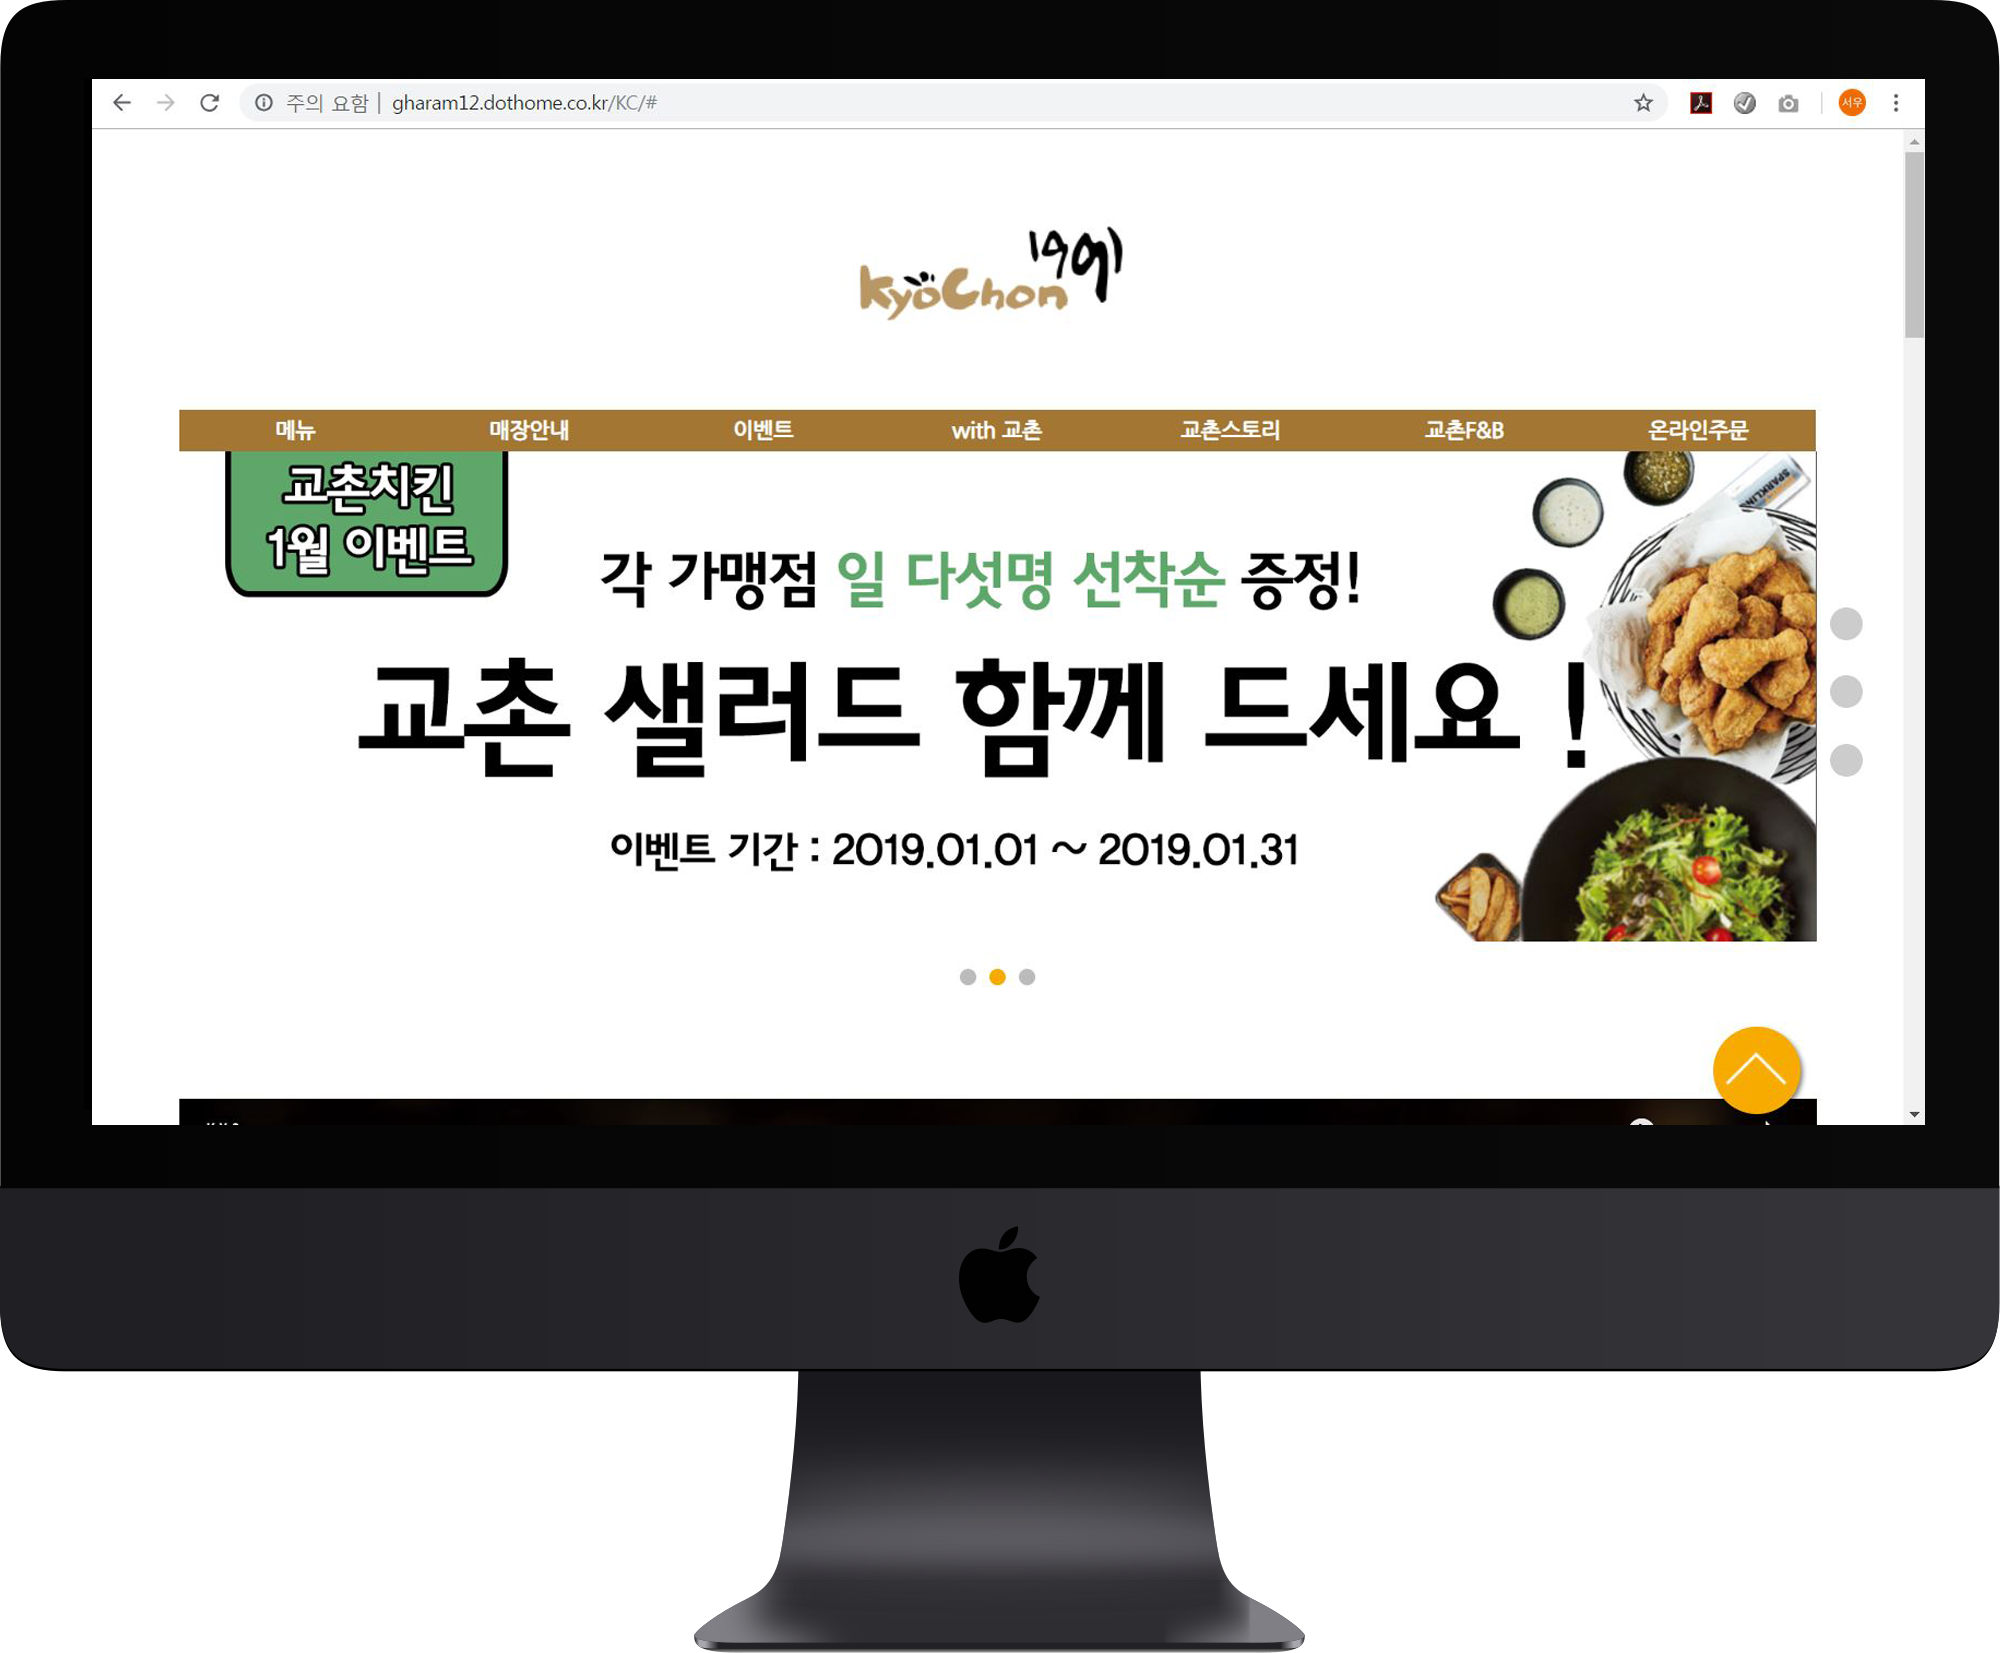 주의 요함 | gharam12.dothome.co.kr/KC/#
서우
KyoChon 1991
메뉴 매장안내 이벤트 with 교촌 교촌스토리 교촌F&B 온라인주문
교촌치킨
1월 이벤트
SPARKLIN
각 가맹점 일 다섯명 선착순 증정!
교촌 샐러드 함께 드세요 !
이벤트 기간 : 2019.01.01 ~ 2019.01.31